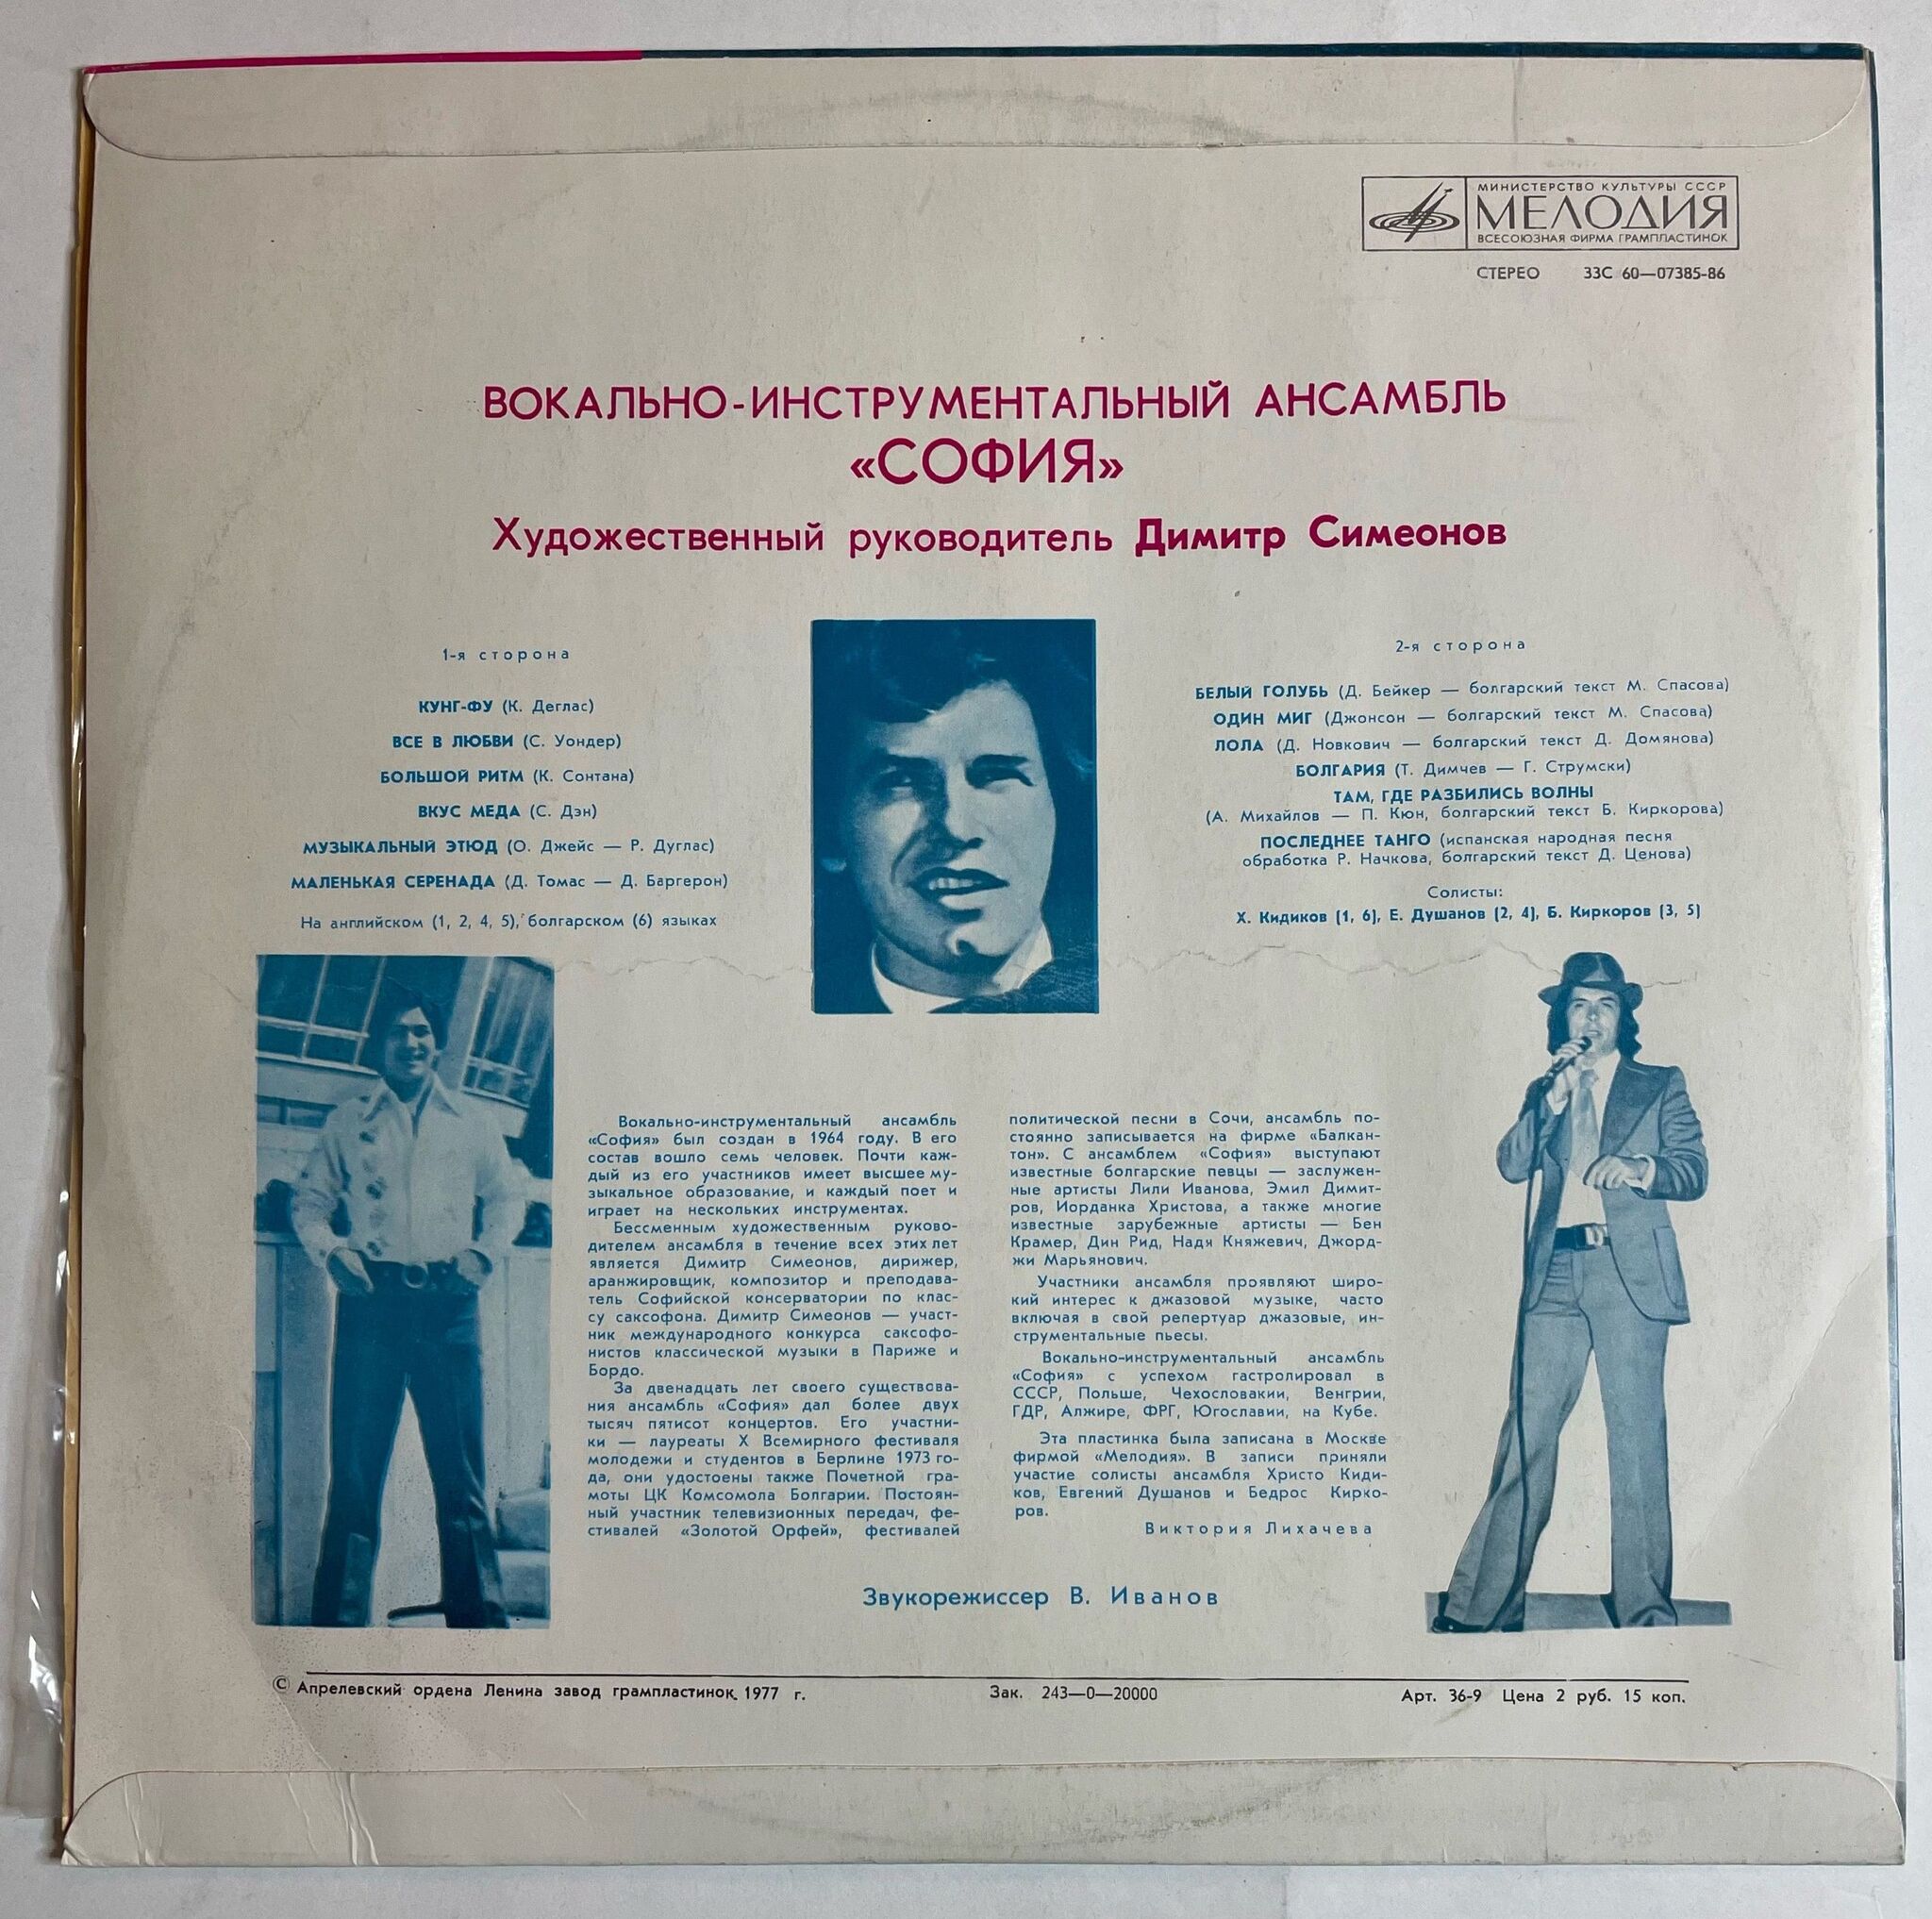 МИНИСТЕРСТВО КУЛЬТУРЫ СССР
МЕЛОДИЯ
ВСЕСОЮЗНАЯ ФИРМА ГРАМПЛАСТИНОК
СТЕРЕО 33С 60—07385-86
ВОКАЛЬНО-ИНСТРУМЕНТАЛЬНЫЙ АНСАМБЛЬ
«СОФИЯ»
Художественный руководитель Димитр Симеонов
1-я сторона
КУНГ-ФУ (К. Деглас)
ВСЕ В ЛЮБВИ (С. Уондер)
БОЛЬШОЙ РИТМ (К. Сонтана)
ВКУС МЕДА (С. Дэн)
МУЗЫКАЛЬНЫЙ ЭТЮД (О. Джейс — Р. Дуглас)
МАЛЕНЬКАЯ СЕРЕНАДА (Д. Томас — Д. Баргерон)
На английском (1, 2, 4, 5), болгарском (6) языках
2-я сторона
БЕЛЫЙ ГОЛУБЬ (Д. Бейкер — болгарский текст М. Спасова)
ОДИН МИГ (Джонсон — болгарский текст М. Спасова)
ЛОЛА (Д. Новкович — болгарский текст Д. Домянова)
БОЛГАРИЯ (Т. Димчев — Г. Струмски)
ТАМ, ГДЕ РАЗБИЛИСЬ ВОЛНЫ
(А. Михайлов — П. Кюн, болгарский текст Б. Киркорова)
ПОСЛЕДНЕЕ ТАНГО (испанская народная песня
обработка Р. Начкова, болгарский текст Д. Ценова)
Солисты:
Х. Кидиков (1, 6), Е. Душанов (2, 4), Б. Киркоров (3, 5)
Вокально-инструментальный ансамбль
«София» был создан в 1964 году. В его
состав вошло семь человек. Почти каж-
дый из его участников имеет высшее му-
зыкальное образование, и каждый поет и
играет на нескольких инструментах.
Бессменным художественным руково-
дителем ансамбля в течение всех этих лет
является Димитр Симеонов, дирижер,
аранжировщик, композитор и преподава-
тель Софийской консерватории по клас-
су саксофона. Димитр Симеонов — участ-
ник международного конкурса саксофо-
нистов классической музыки в Париже и
Бордо.
За двенадцать лет своего существова-
ния ансамбль «София» дал более двух
тысяч пятисот концертов. Его участни-
ки — лауреаты X Всемирного фестиваля
молодежи и студентов в Берлине 1973 го-
да, они удостоены также Почетной гра-
моты ЦК Комсомола Болгарии. Постоян-
ный участник телевизионных передач, фе-
стивалей «Золотой Орфей», фестивалей
политической песни в Сочи, ансамбль по-
стоянно записывается на фирме «Балкан-
тон». С ансамблем «София» выступают
известные болгарские певцы — заслужен-
ные артисты Лили Иванова, Эмил Димит-
ров, Иорданка Христова, а также многие
известные зарубежные артисты — Бен
Крамер, Дин Рид, Надя Княжевич, Джорд-
жи Марьянович.
Участники ансамбля проявляют широ-
кий интерес к джазовой музыке, часто
включая в свой репертуар джазовые, ин-
струментальные пьесы.
Вокально-инструментальный ансамбль
«София» с успехом гастролировал в
СССР, Польше, Чехословакии, Венгрии,
ГДР, Алжире, ФРГ, Югославии, на Кубе.
Эта пластинка была записана в Москве
фирмой «Мелодия». В записи приняли
участие солисты ансамбля Христо Киди-
ков, Евгений Душанов и Бедрос Кирко-
ров.
Виктория Лихачева
Звукорежиссер В. Иванов
© Апрелевский ордена Ленина завод грампластинок, 1977 г. Зак. 243—0—20000 Арт. 36-9 Цена 2 руб. 15 коп.